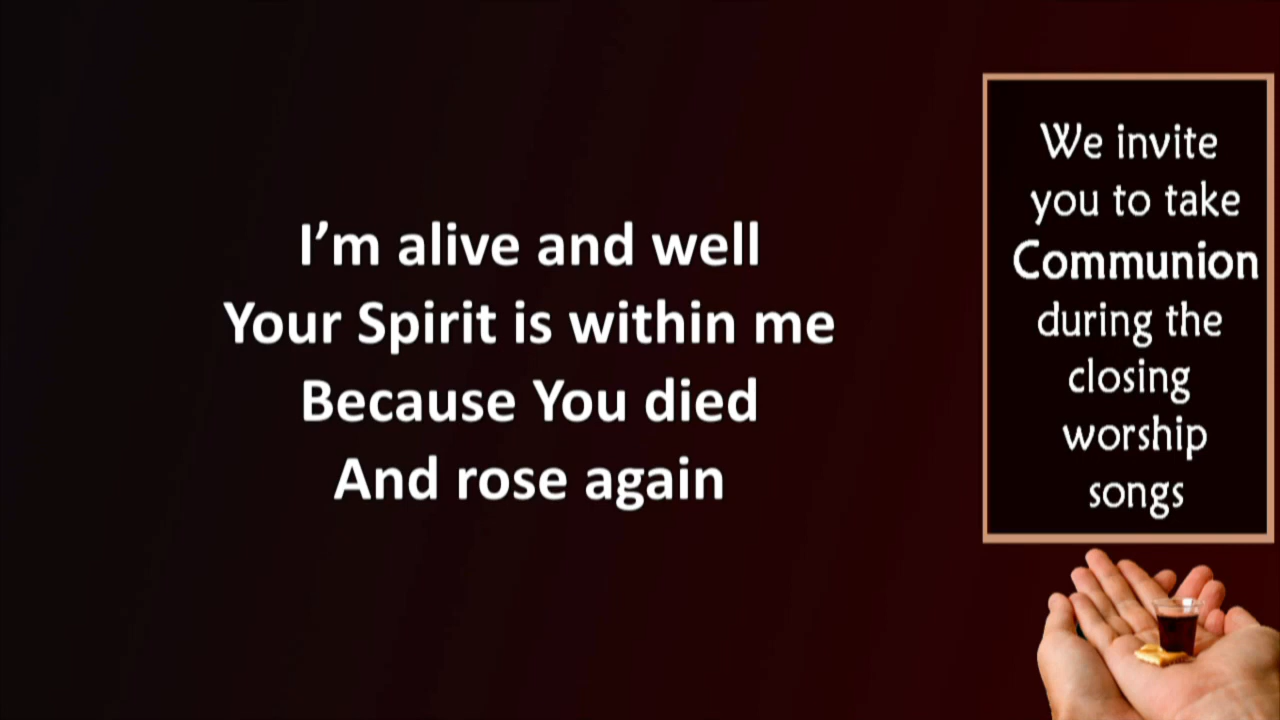 I’m alive and well
Your Spirit is within me
Because You died
And rose again
We invite
you to take
Communion
during the
closing
worship
songs